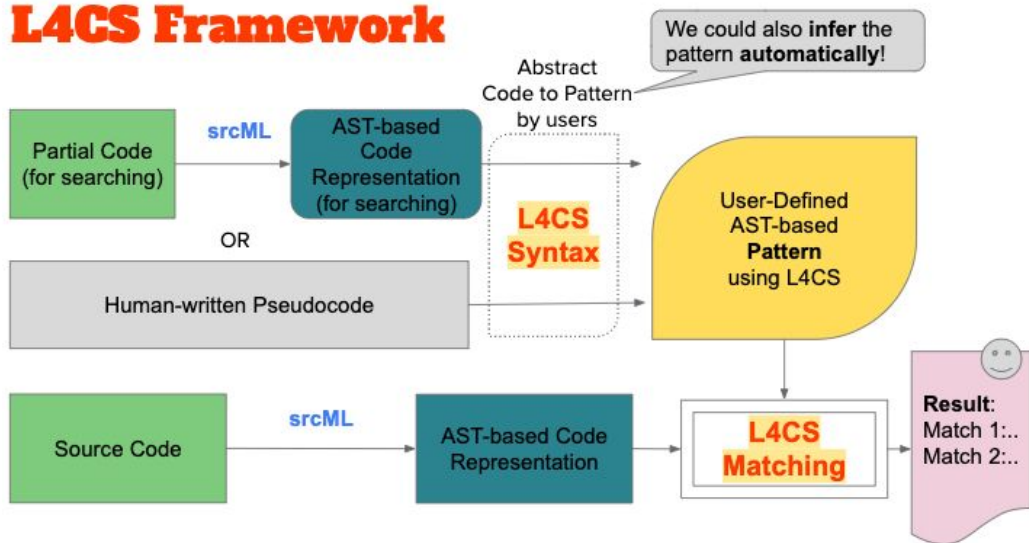 L4CS Framework
We could also infer the
pattern automatically!
Abstract
Code to Pattern
by users
Partial Code
(for searching)
srcML
AST-based
Code
Representation
(for searching)
L4CS
Syntax
User-Defined
AST-based
Pattern
using L4CS
OR
Human-written Pseudocode
Source Code
srcML
AST-based Code
Representation
L4CS
Matching
Result:
Match 1:..
Match 2:..